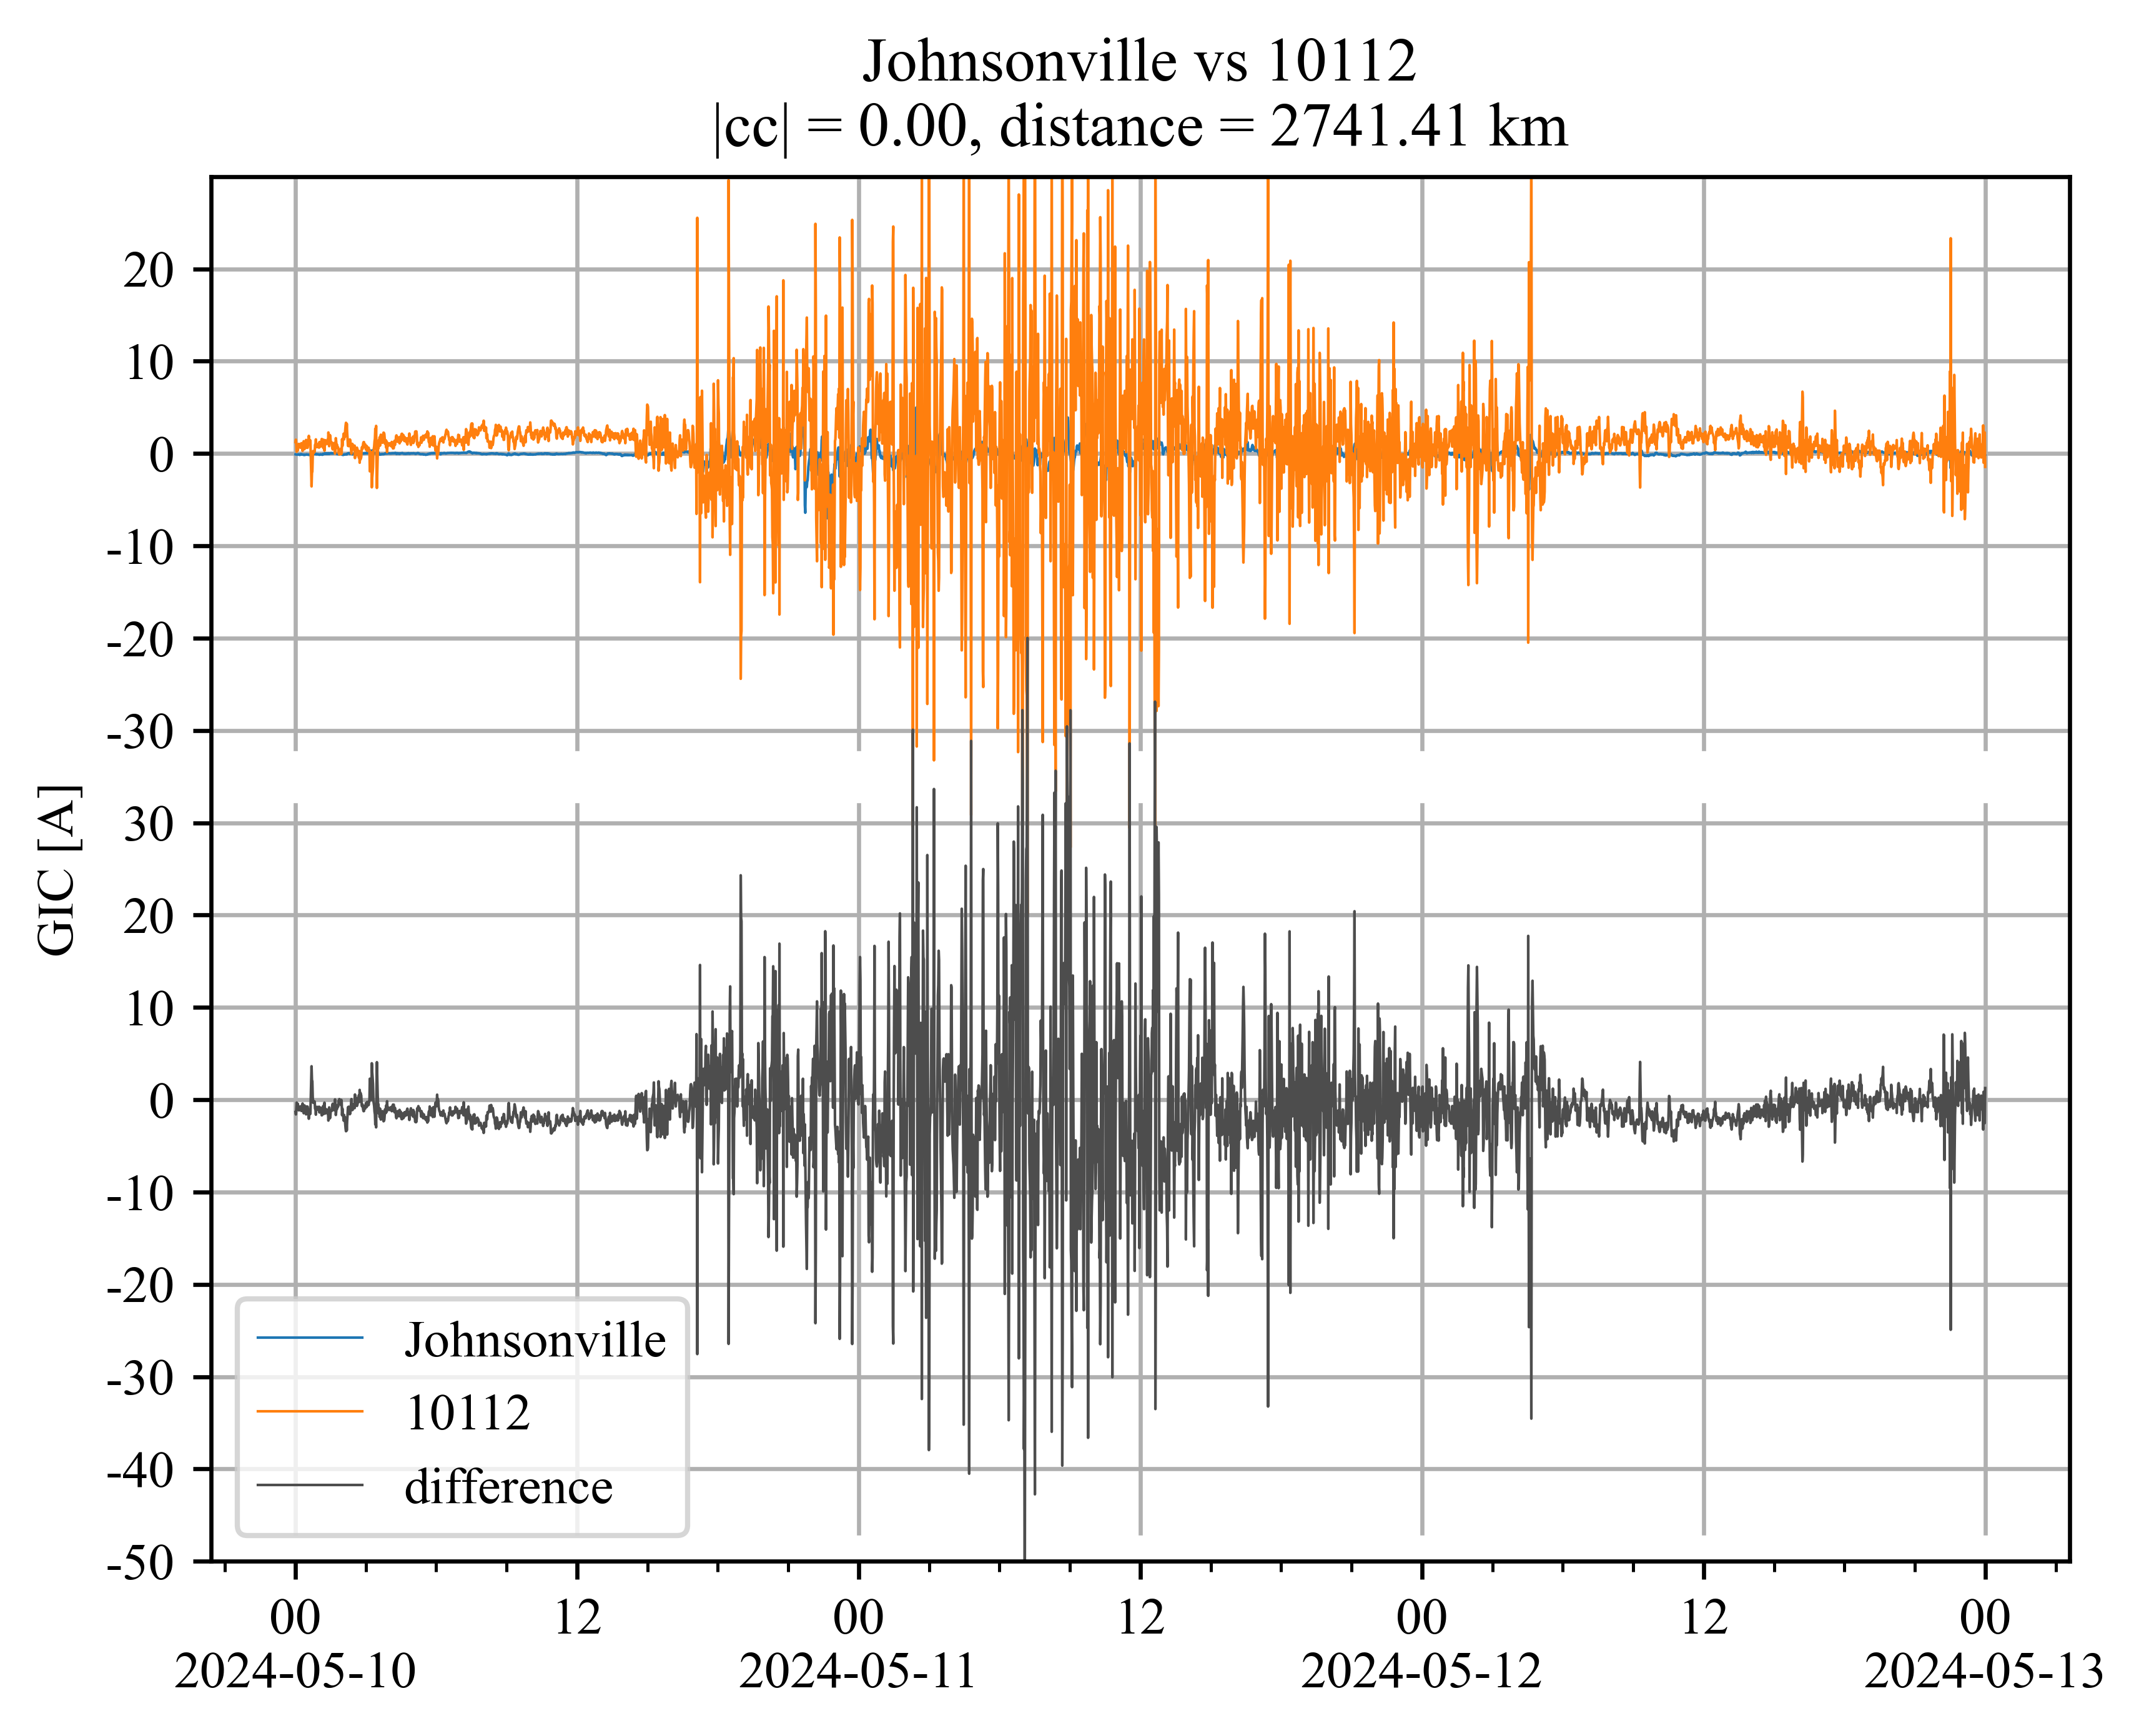 Johnsonville vs 10112
|cc| = 0.00, distance = 2741.41 km
20
10
0
-10
-20
-30
30
20
10
0
-10
-20
-30
-40
-50
GIC [A]
Johnsonville
10112
difference
00 12 00 12 00 12 00
2024-05-10 2024-05-11 2024-05-12 2024-05-13